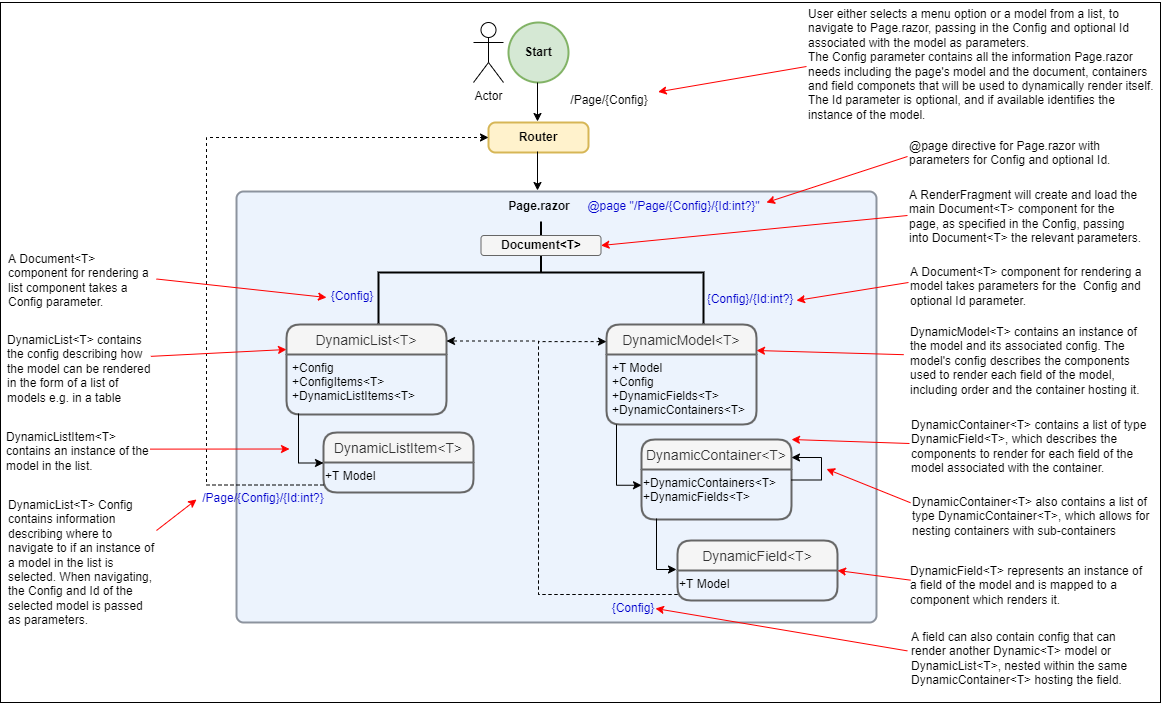 User either selects a menu option or a model from a list, to
navigate to Page.razor, passing in the Config and optional Id
associated with the model as parameters.
The Config parameter contains all the information Page.razor
needs including the page's model and the document, containers
and field componets that will be used to dynamically render itself.
The Id parameter is optional, and if available identifies the
instance of the model.
Start
Actor
/Page/{Config}
Router
@page directive for Page.razor with
parameters for Config and optional Id.
Page.razor
@page "/Page/{Config}/{Id:int?}"
A RenderFragment will create and load the
main Document<T> component for the
page, as specified in the Config, passing
into Document<T> the relevant parameters.
Document<T>
A Document<T>
component for rendering a
list component takes a
Config parameter.
{Config}
{Config}/{Id:int?}
A Document<T> component for rendering a
model takes parameters for the  Config and
optional Id parameter.
DynamicList<T> contains
the config describing how
the model can be rendered
in the form of a list of
models e.g. in a table
DynamicList<T>
+Config
+ConfigItems<T>
+DynamicListItems<T>
DynamicModel<T>
+T Model
+Config
+DynamicFields<T>
+DynamicContainers<T>
DynamicModel<T> contains an instance of
the model and its associated config. The
model's config describes the components
used to render each field of the model,
including order and the container hosting it.
DynamicListItem<T>
contains an instance of the
model in the list.
DynamicListItem<T>
+T Model
DynamicContainer<T>
+DynamicContainers<T>
+DynamicFields<T>
DynamicContainer<T> contains a list of type
DynamicField<T>, which describes the
components to render for each field of the
model associated with the container.
/Page/{Config}/{Id:int?}
DynamicList<T> Config
contains information
describing where to
navigate to if an instance of
a model in the list is
selected. When navigating,
the Config and Id of the
selected model is passed
as parameters.
DynamicContainer<T> also contains a list of
type DynamicContainer<T>, which allows for
nesting containers with sub-containers
DynamicField<T>
+T Model
DynamicField<T> represents an instance of
a field of the model and is mapped to a
component which renders it.
{Config}
A field can also contain config that can
render another Dynamic<T> model or
DynamicList<T>, nested within the same
DynamicContainer<T> hosting the field.